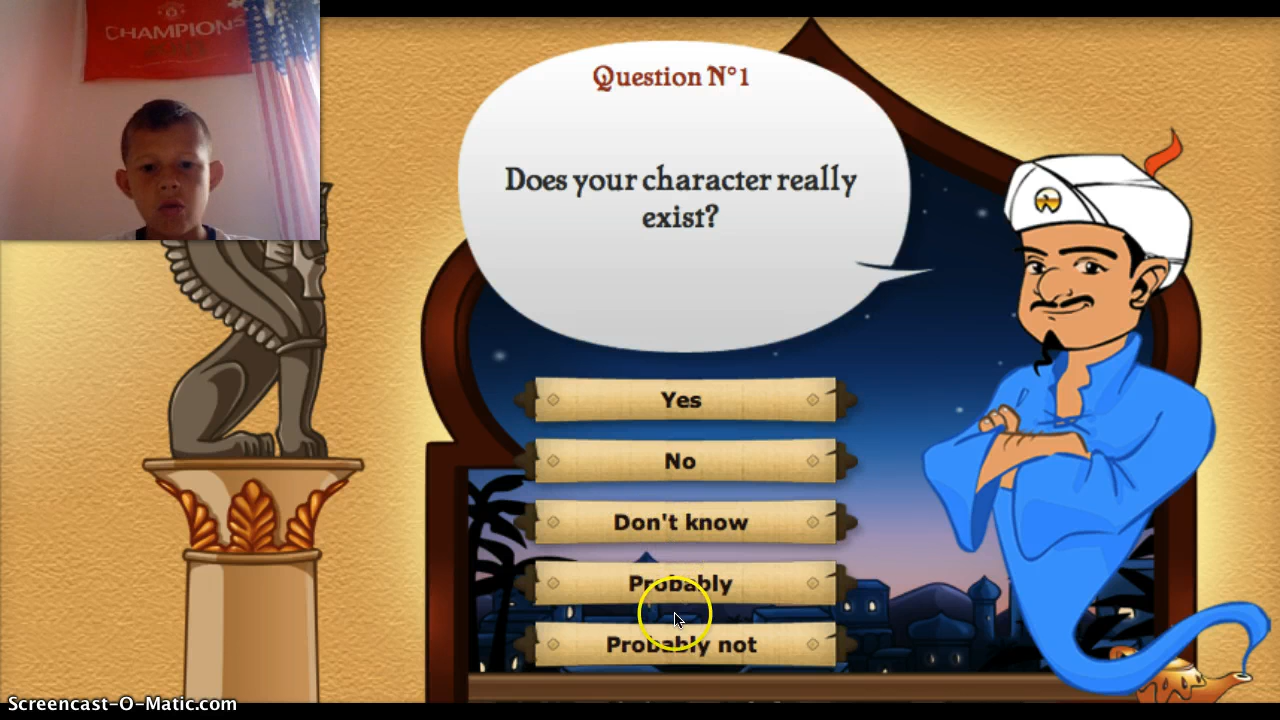 CHAMPIONS
Question N°1
Does your character really
exist?
Yes
No
Don't know
Probably
Probably not
Screencast-O-Matic.com